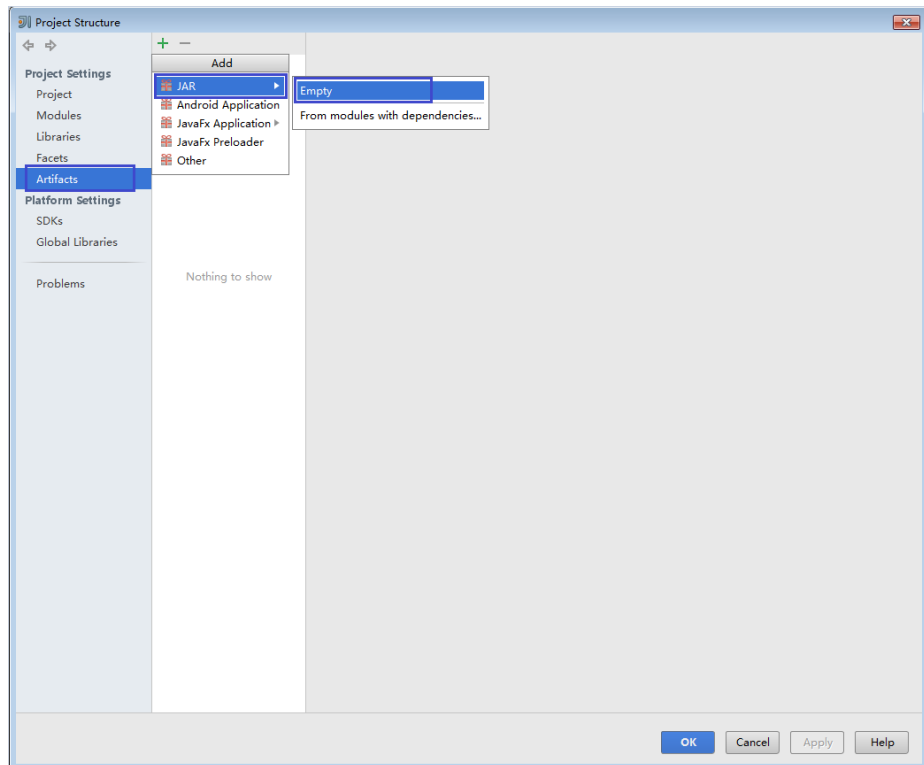 Project Structure
Project Settings
Project
Modules
Libraries
Facets
Artifacts
Platform Settings
SDKs
Global Libraries
Problems
Add
JAR
Android Application
JavaFx Application
JavaFx Preloader
Other
Empty
From modules with dependencies...
Nothing to show
OK
Cancel
Apply
Help